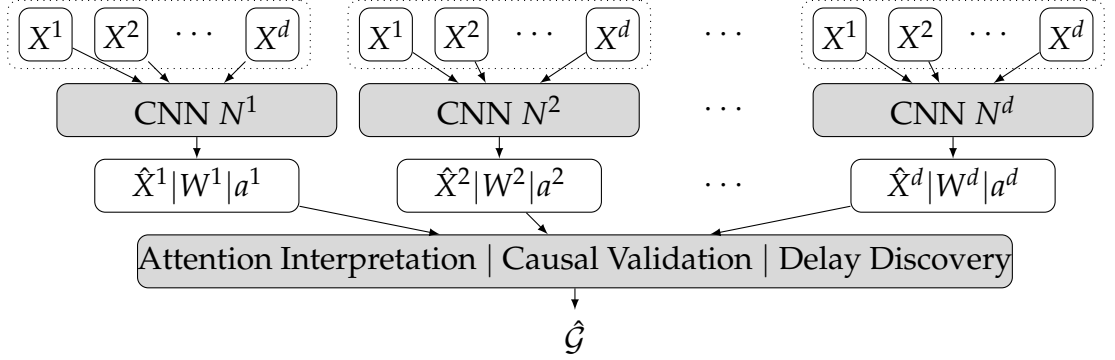 X¹ X² ⋯ X^d X¹ X² ⋯ X^d ⋯ X¹ X² ⋯ X^d
CNN N¹ CNN N² ⋯ CNN N^d
X̂¹|W¹|a¹ X̂²|W²|a² ⋯ X̂^d|W^d|a^d
Attention Interpretation | Causal Validation | Delay Discovery
𝒢̂